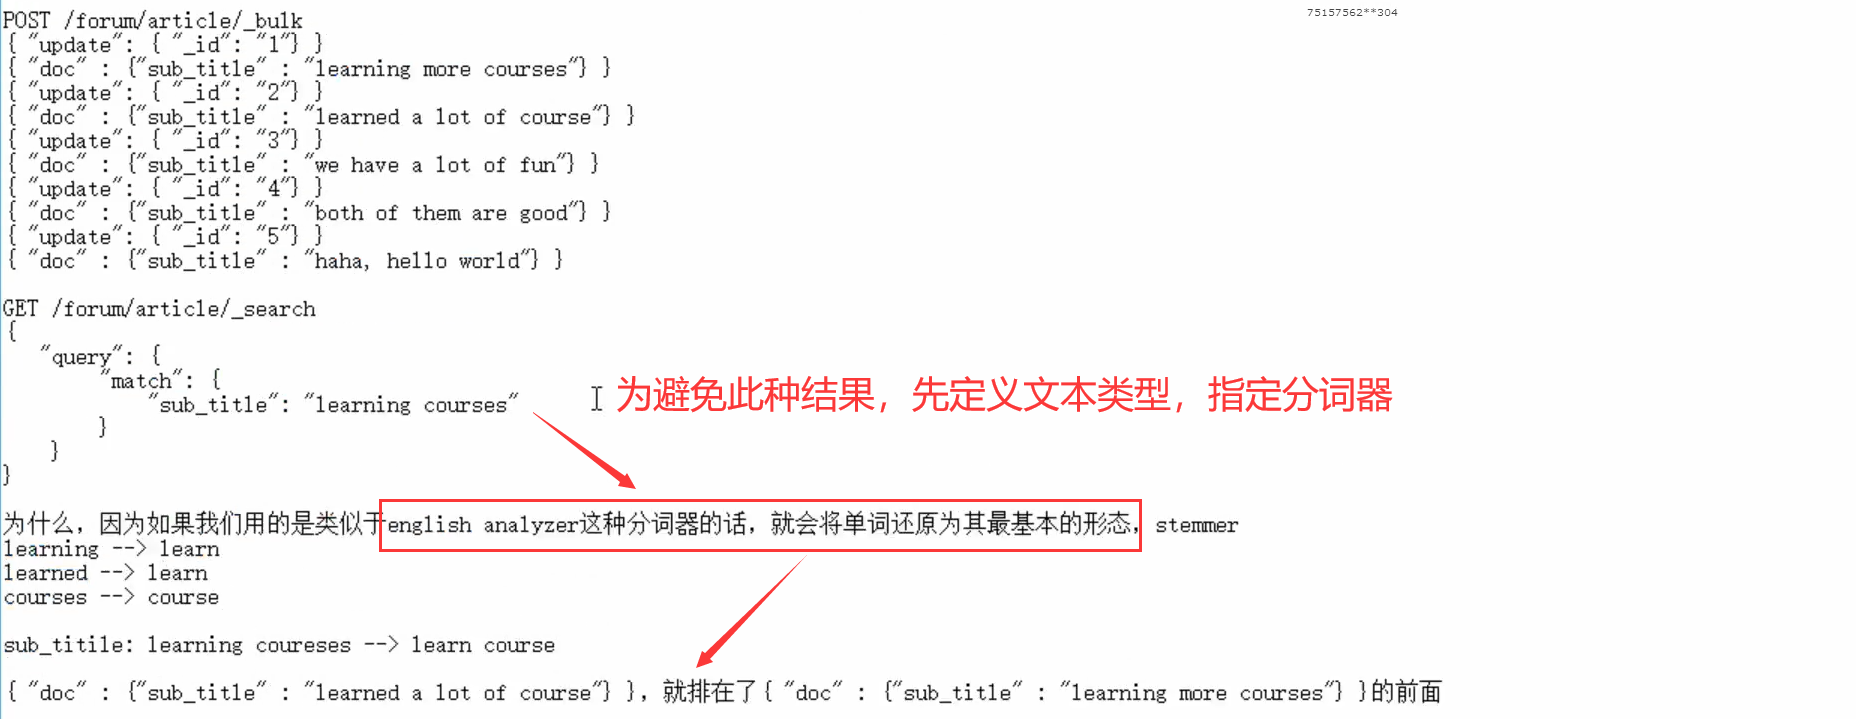 75157562**304
POST /forum/article/_bulk
{ "update": { "_id": "1"} }
{ "doc" : {"sub_title" : "learning more courses"} }
{ "update": { "_id": "2"} }
{ "doc" : {"sub_title" : "learned a lot of course"} }
{ "update": { "_id": "3"} }
{ "doc" : {"sub_title" : "we have a lot of fun"} }
{ "update": { "_id": "4"} }
{ "doc" : {"sub_title" : "both of them are good"} }
{ "update": { "_id": "5"} }
{ "doc" : {"sub_title" : "haha, hello world"} }
GET /forum/article/_search
{
"query": {
"match": {
"sub_title": "learning courses"
为避免此种结果，先定义文本类型，指定分词器
}
}
}
为什么，因为如果我们用的是类似于english analyzer这种分词器的话，就会将单词还原为其最基本的形态，stemmer
learning --> learn
learned --> learn
courses --> course
sub_titile: learning coureses --> learn course
{ "doc" : {"sub_title" : "learned a lot of course"} }，就排在了{ "doc" : {"sub_title" : "learning more courses"} }的前面